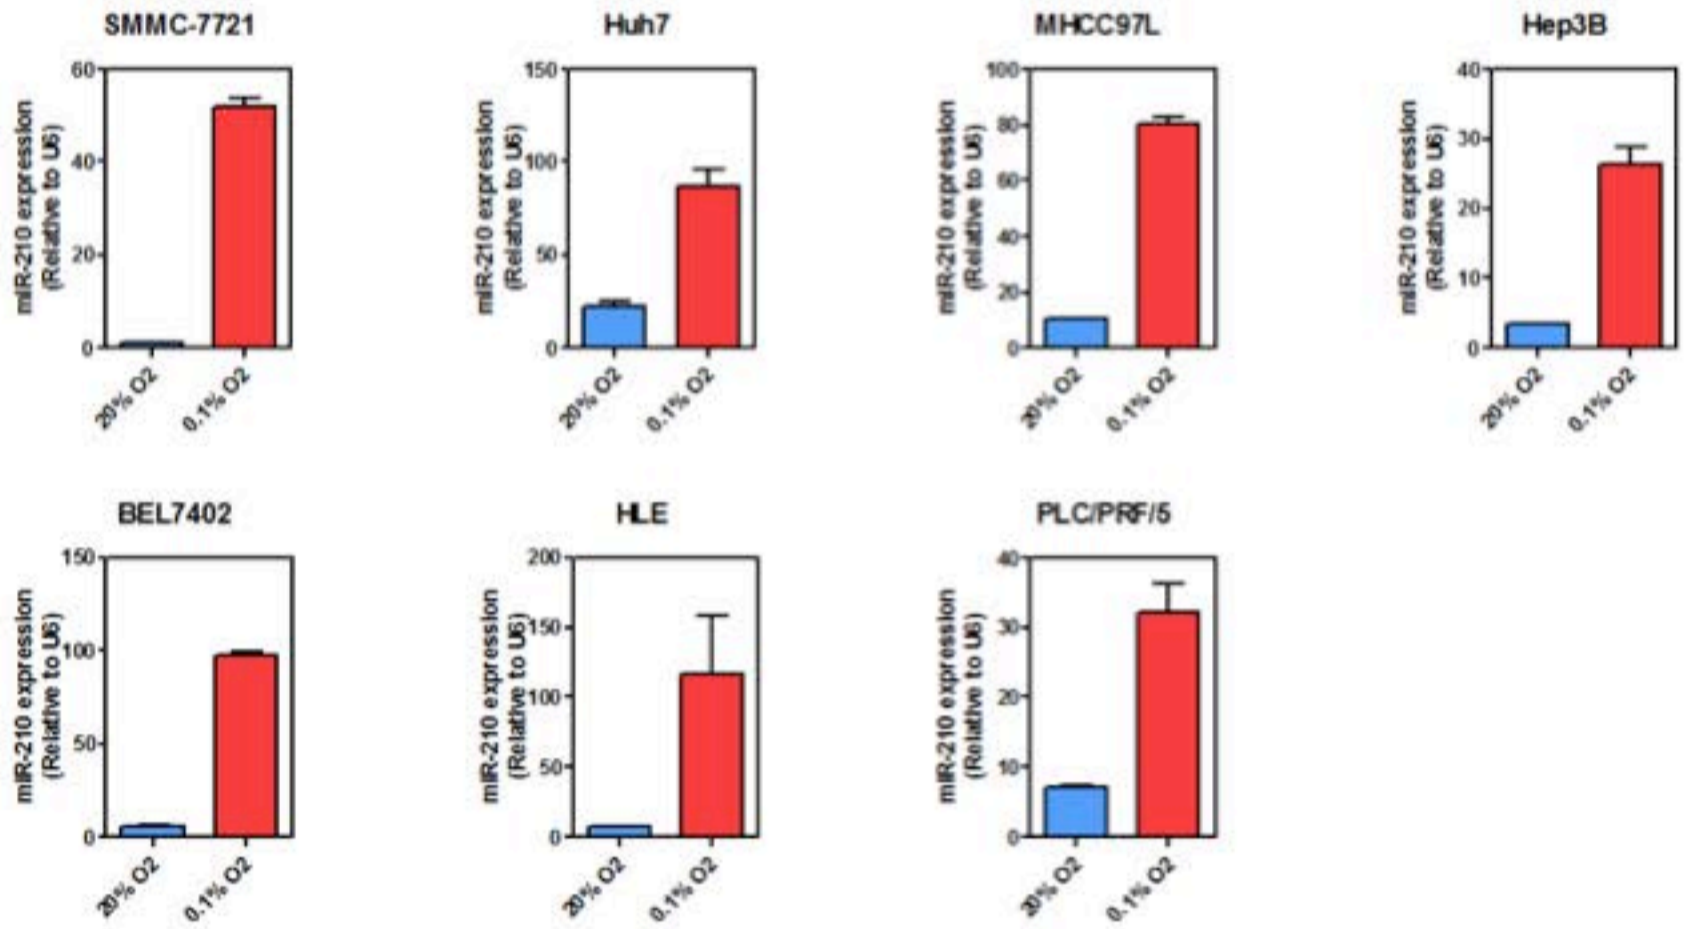 SMMC-7721
miR-210 expression
(Relative to U6)
60
40
20
0
20% O2
0.1% O2
Huh7
miR-210 expression
(Relative to U6)
150
100
50
0
20% O2
0.1% O2
MHCC97L
miR-210 expression
(Relative to U6)
100
80
60
40
20
0
20% O2
0.1% O2
Hep3B
miR-210 expression
(Relative to U6)
40
30
20
10
0
20% O2
0.1% O2
BEL7402
miR-210 expression
(Relative to U6)
150
100
50
0
20% O2
0.1% O2
HLE
miR-210 expression
(Relative to U6)
200
150
100
50
0
20% O2
0.1% O2
PLC/PRF/5
miR-210 expression
(Relative to U6)
40
30
20
10
0
20% O2
0.1% O2